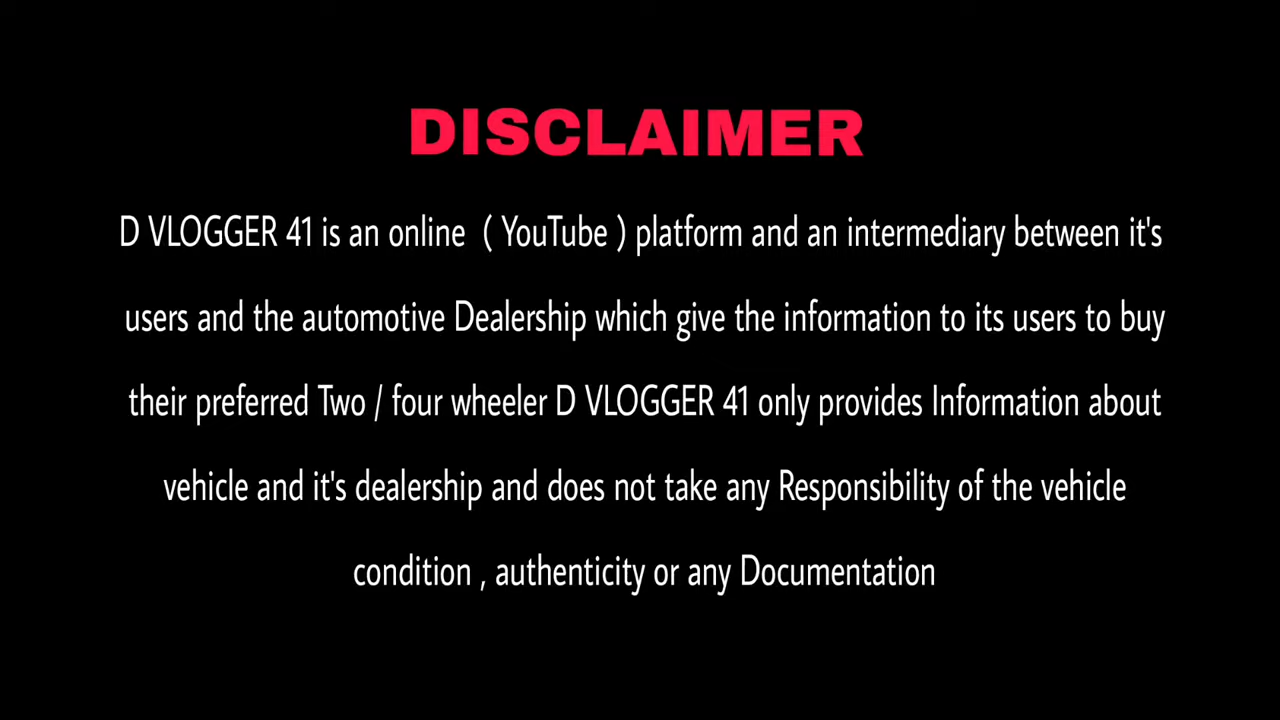 DISCLAIMER
D VLOGGER 41 is an online ( YouTube ) platform and an intermediary between it's
users and the automotive Dealership which give the information to its users to buy
their preferred Two / four wheeler D VLOGGER 41 only provides Information about
vehicle and it's dealership and does not take any Responsibility of the vehicle
condition , authenticity or any Documentation